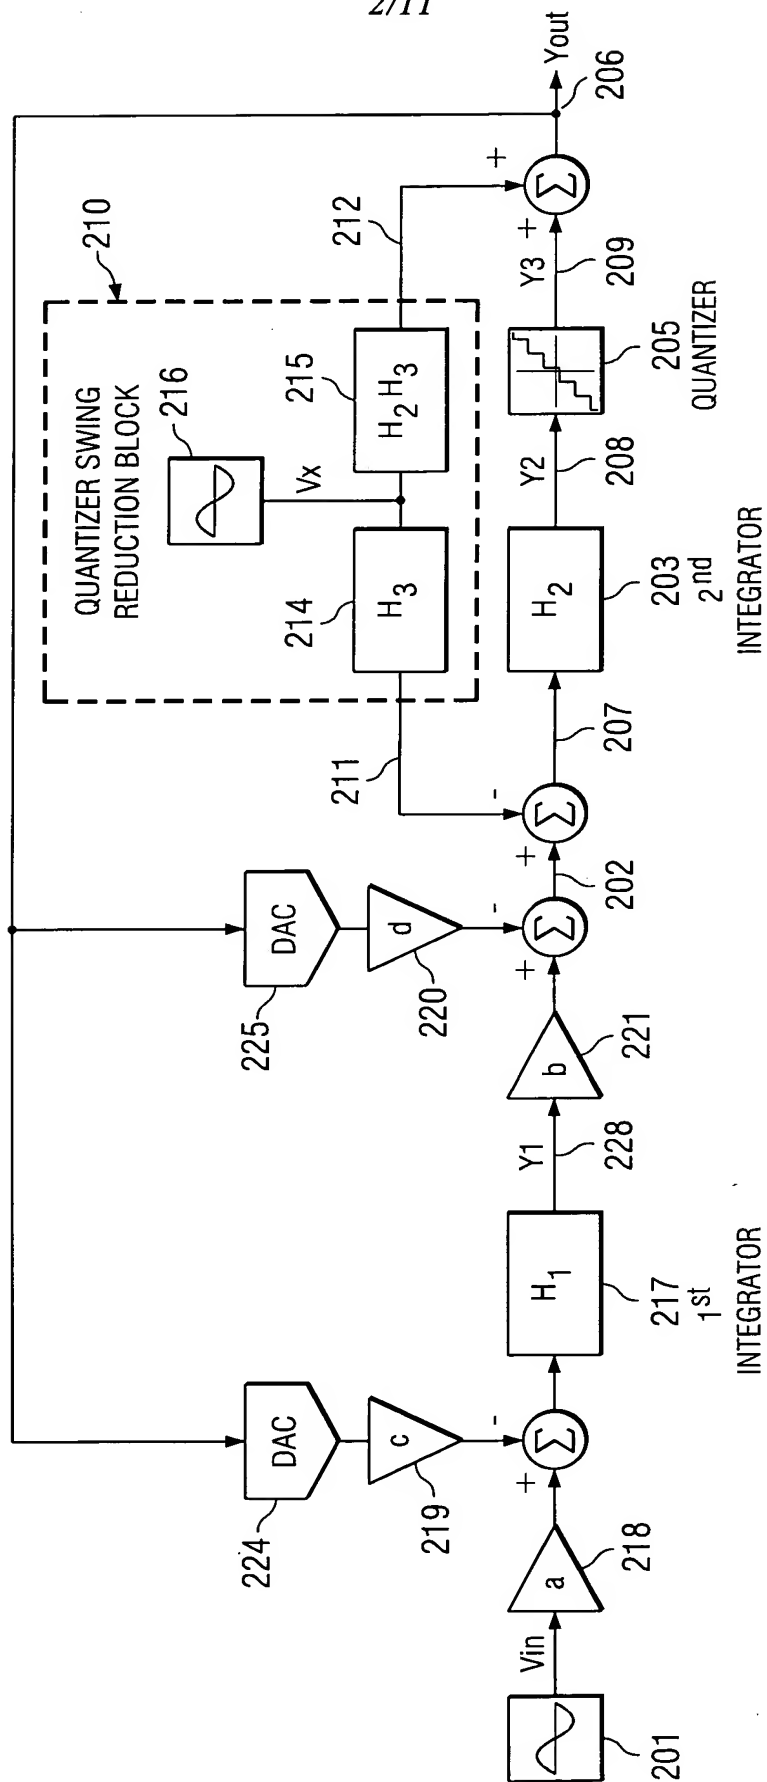 2/11
QUANTIZER SWING
REDUCTION BLOCK
210
216
Vx
214
H3
215
H2H3
211
212
+
-
DAC
224
c
219
-
DAC
225
d
220
-
201
Vin
a
218
+
Σ
H1
217
1st
INTEGRATOR
Y1
228
b
221
+
Σ
202
+
Σ
207
H2
203
2nd
INTEGRATOR
Y2
208
205
QUANTIZER
Y3
209
+
Σ
206
Yout